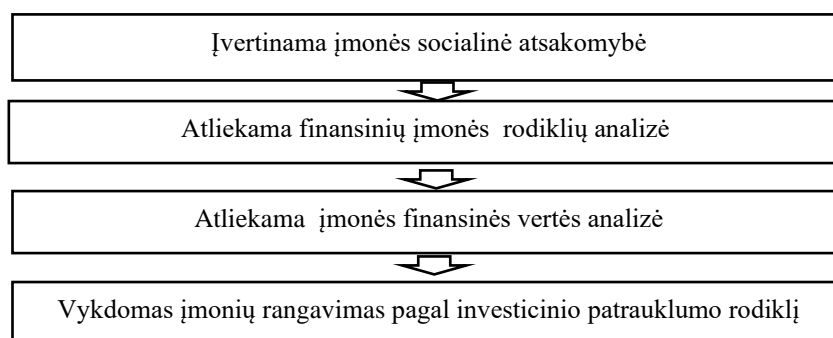 Įvertinama įmonės socialinė atsakomybė
Atliekama finansinių įmonės rodiklių analizė
Atliekama įmonės finansinės vertės analizė
Vykdomas įmonių rangavimas pagal investicinio patrauklumo rodiklį